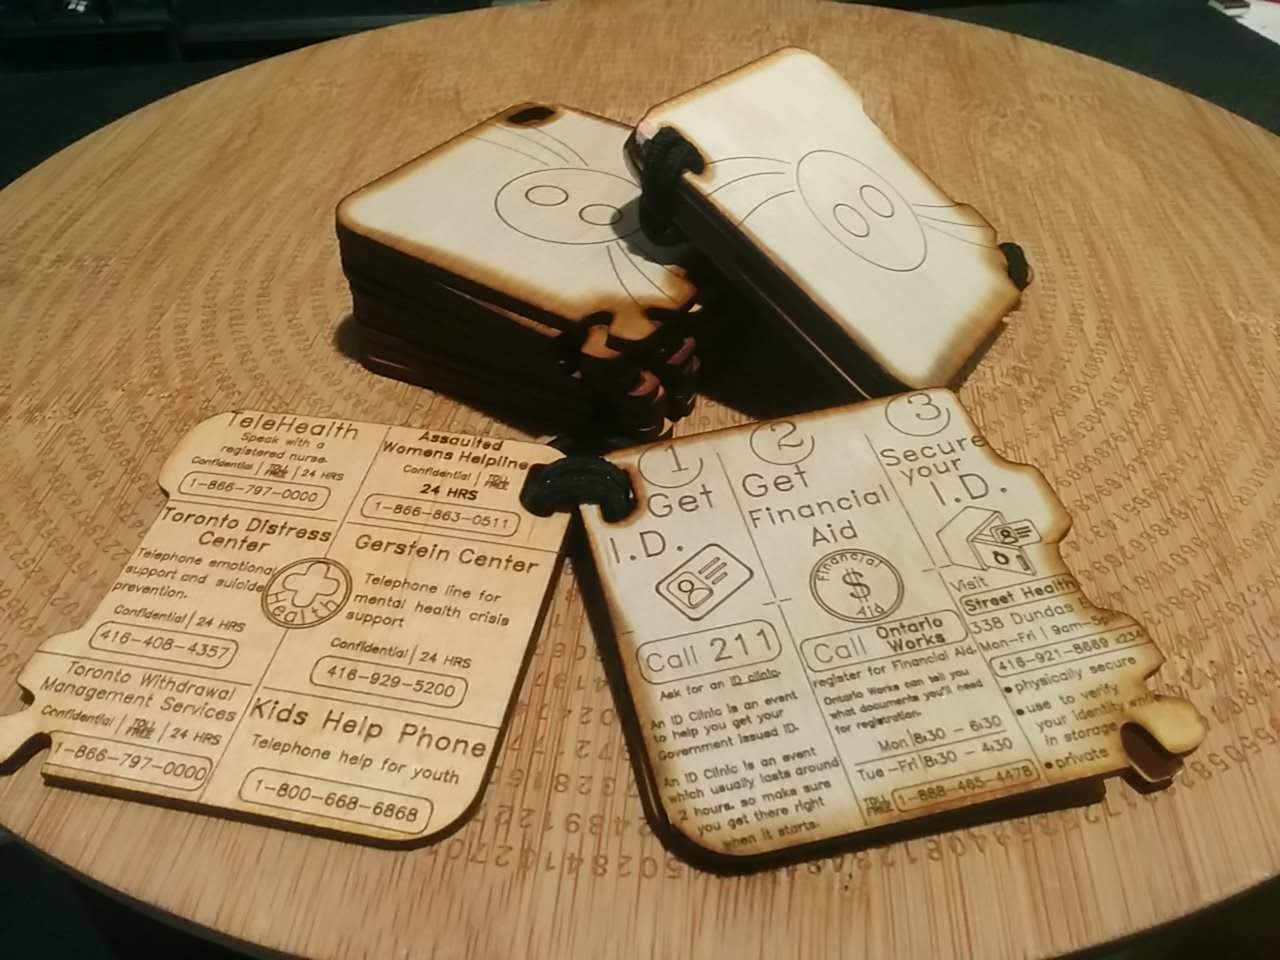 TeleHealth
Speak with a
registered nurse.
Confidential | TOLL FREE | 24 HRS
1-866-797-0000
Assaulted
Womens Helpline
Confidential | TOLL FREE
24 HRS
1-866-863-0511
Toronto Distress
Center
Telephone emotional
support and suicide
prevention.
Confidential | 24 HRS
416-408-4357
Health
Gerstein Center
Telephone line for
mental health crisis
support
Confidential | 24 HRS
416-929-5200
Toronto Withdrawal
Management Services
Confidential | TOLL FREE | 24 HRS
1-866-797-0000
Kids Help Phone
Telephone help for youth
1-800-668-6868
1
Get
I.D.
Call 211
Ask for an ID clinic.
An ID Clinic is an event
to help you get your
Government Issued ID.
An ID Clinic is an event
which usually lasts around
2 hours, so make sure
you get there right
when it starts.
2
Get
Financial
Aid
Financial
$
Aid
Call Ontario
Works
register for Financial Aid.
Ontario Works can tell you
what documents you'll need
for registration.
Mon | 8:30 - 6:30
Tue-Fri | 8:30 - 4:30
TOLL FREE 1-888-465-4478
3
Secure
your
I.D.
Visit
Street Health
338 Dundas E
Mon-Fri | 9am-5pm
416-921-8669 x234
• physically secure
• use to verify
your identity while
in storage
• private